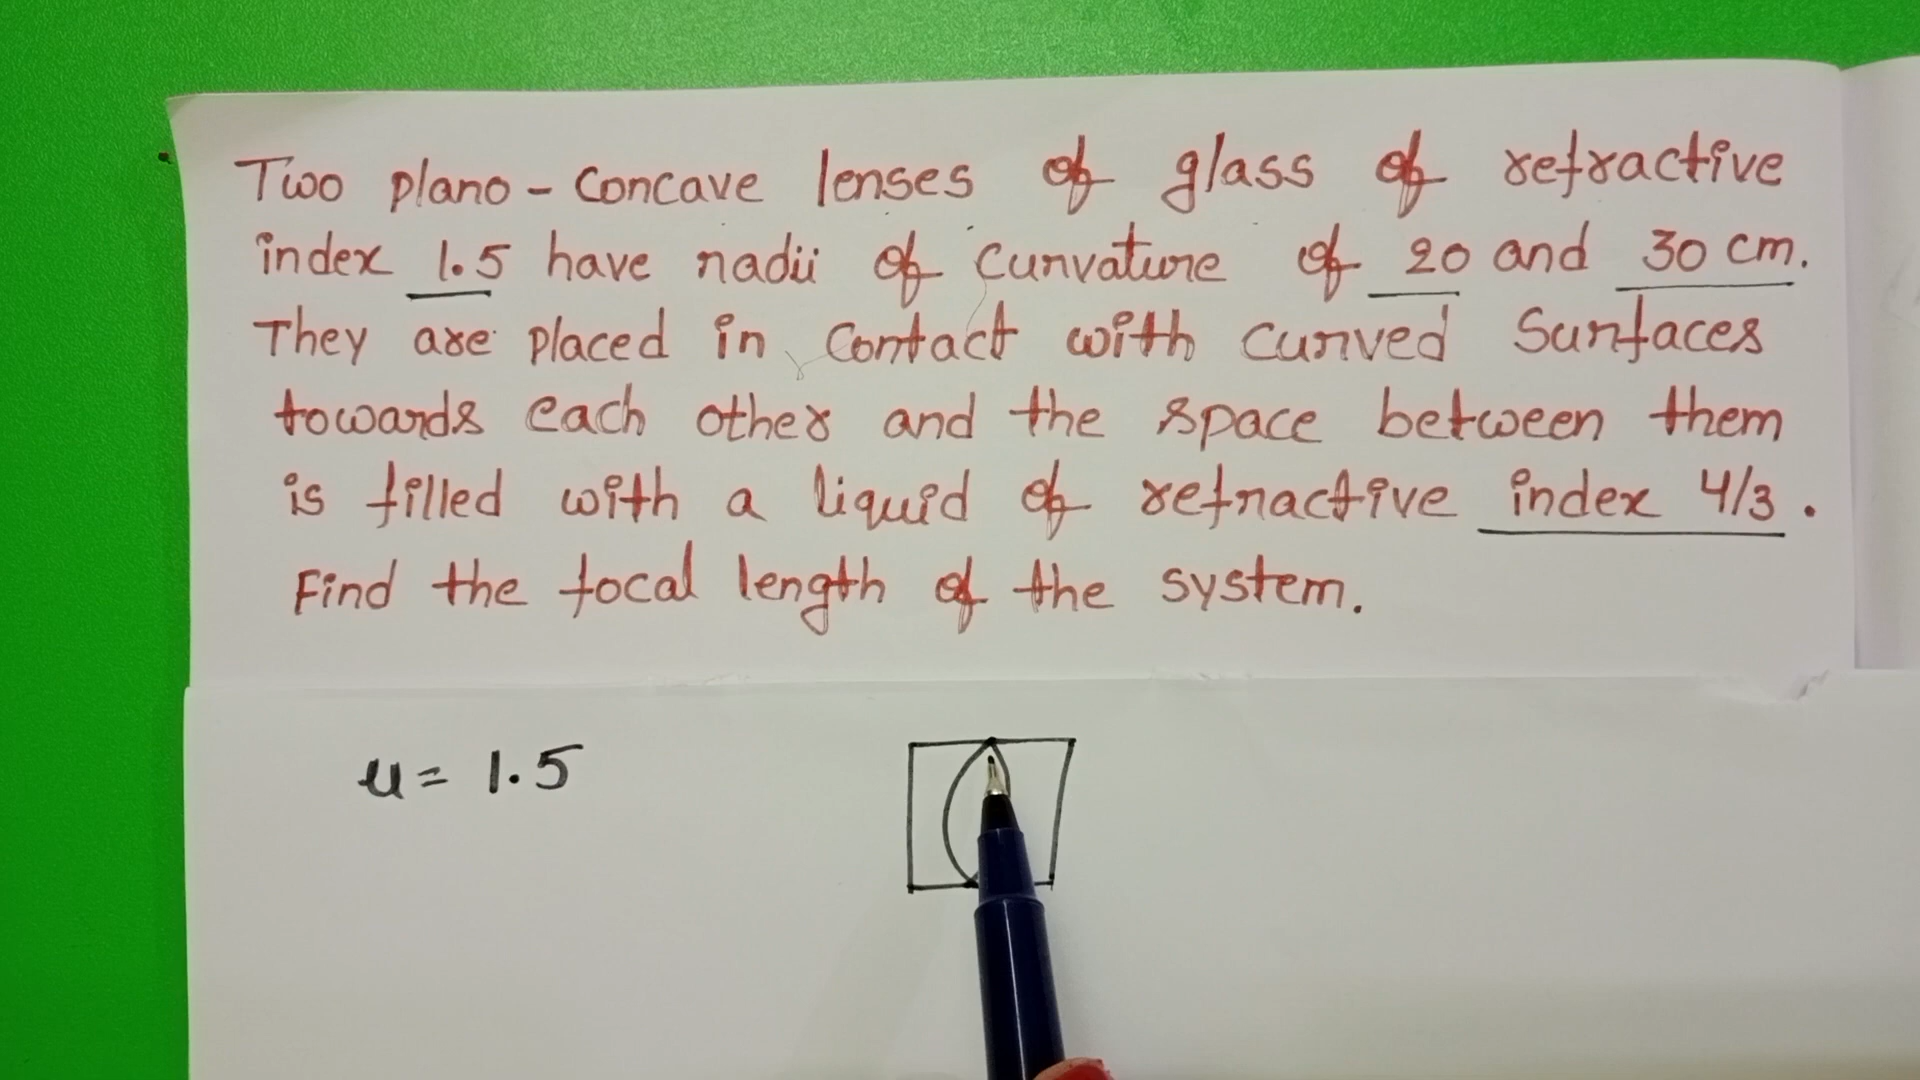 Two plano-concave lenses of glass of refractive
index 1.5 have radii of curvature of 20 and 30 cm.
They are placed in contact with curved surfaces
towards each other and the space between them
is filled with a liquid of refractive index 4/3.
Find the focal length of the system.
u = 1.5